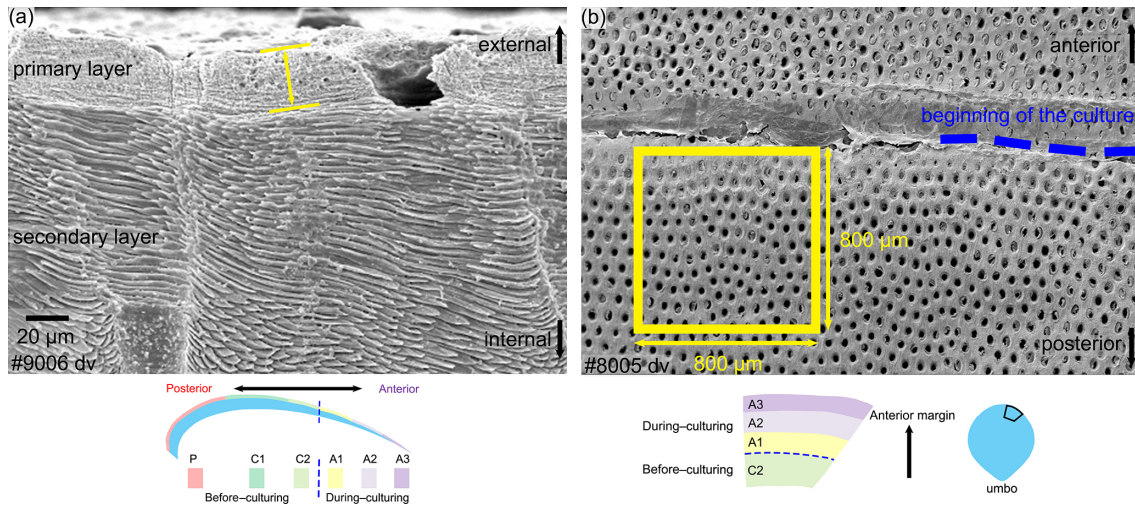 (a)
external
primary layer
secondary layer
20 µm
internal
#9006 dv
(b)
anterior
beginning of the culture
800 µm
800 µm
posterior
#8005 dv
Posterior
Anterior
P C1 C2 A1 A2 A3
Before–culturing During–culturing
A3
A2
A1
C2
During–culturing
Before–culturing
Anterior margin
umbo